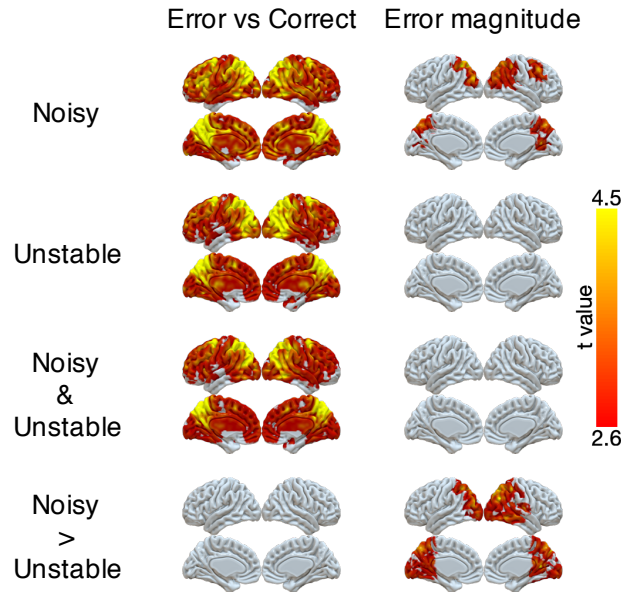 Error vs Correct Error magnitude
Noisy
Unstable
Noisy
&
Unstable
Noisy
>
Unstable
4.5
t value
2.6